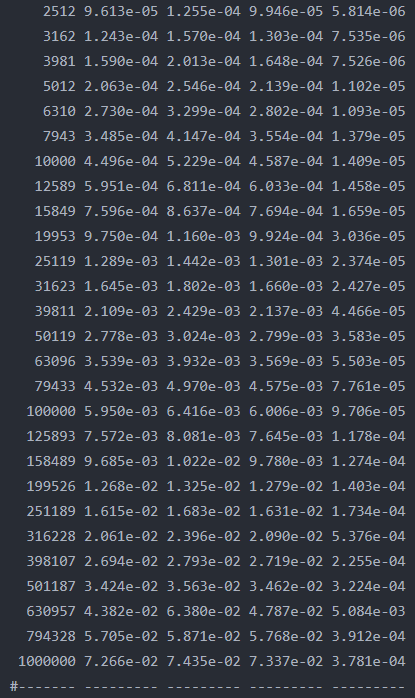 2512 9.613e-05 1.255e-04 9.946e-05 5.814e-06
3162 1.243e-04 1.570e-04 1.303e-04 7.535e-06
3981 1.590e-04 2.013e-04 1.648e-04 7.526e-06
5012 2.063e-04 2.546e-04 2.139e-04 1.102e-05
6310 2.730e-04 3.299e-04 2.802e-04 1.093e-05
7943 3.485e-04 4.147e-04 3.554e-04 1.379e-05
10000 4.496e-04 5.229e-04 4.587e-04 1.409e-05
12589 5.951e-04 6.811e-04 6.033e-04 1.458e-05
15849 7.596e-04 8.637e-04 7.694e-04 1.659e-05
19953 9.750e-04 1.160e-03 9.924e-04 3.036e-05
25119 1.289e-03 1.442e-03 1.301e-03 2.374e-05
31623 1.645e-03 1.802e-03 1.660e-03 2.427e-05
39811 2.109e-03 2.429e-03 2.137e-03 4.466e-05
50119 2.778e-03 3.024e-03 2.799e-03 3.583e-05
63096 3.539e-03 3.932e-03 3.569e-03 5.503e-05
79433 4.532e-03 4.970e-03 4.575e-03 7.761e-05
100000 5.950e-03 6.416e-03 6.006e-03 9.706e-05
125893 7.572e-03 8.081e-03 7.645e-03 1.178e-04
158489 9.685e-03 1.022e-02 9.780e-03 1.274e-04
199526 1.268e-02 1.325e-02 1.279e-02 1.403e-04
251189 1.615e-02 1.683e-02 1.631e-02 1.734e-04
316228 2.061e-02 2.396e-02 2.090e-02 5.376e-04
398107 2.694e-02 2.793e-02 2.719e-02 2.255e-04
501187 3.424e-02 3.563e-02 3.462e-02 3.224e-04
630957 4.382e-02 6.380e-02 4.787e-02 5.084e-03
794328 5.705e-02 5.871e-02 5.768e-02 3.912e-04
1000000 7.266e-02 7.435e-02 7.337e-02 3.781e-04
#------- --------- --------- --------- ---------